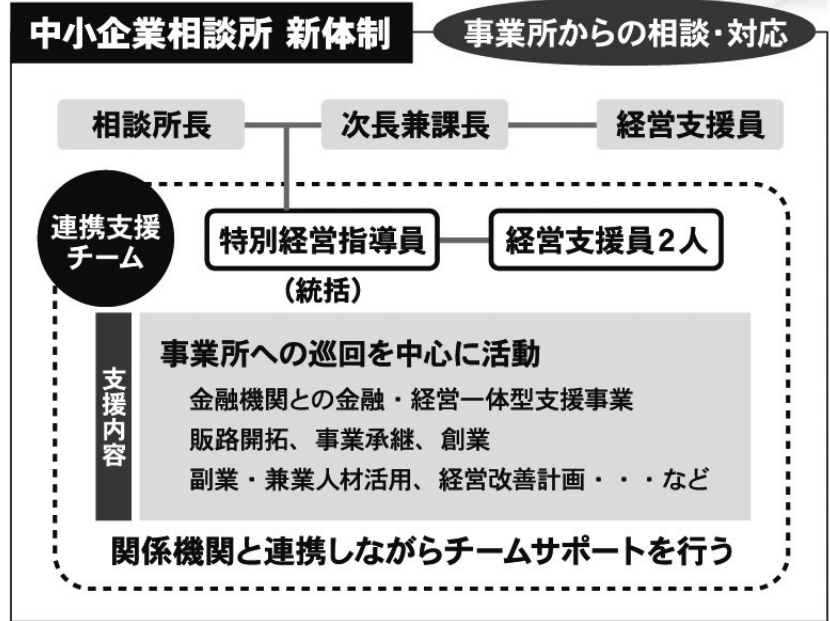 中小企業相談所 新体制
事業所からの相談・対応
相談所長
次長兼課長
経営支援員
連携支援
チーム
特別経営指導員
経営支援員2人
(統括)
支援内容
事業所への巡回を中心に活動
金融機関との金融・経営一体型支援事業
販路開拓、事業承継、創業
副業・兼業人材活用、経営改善計画・・・など
関係機関と連携しながらチームサポートを行う